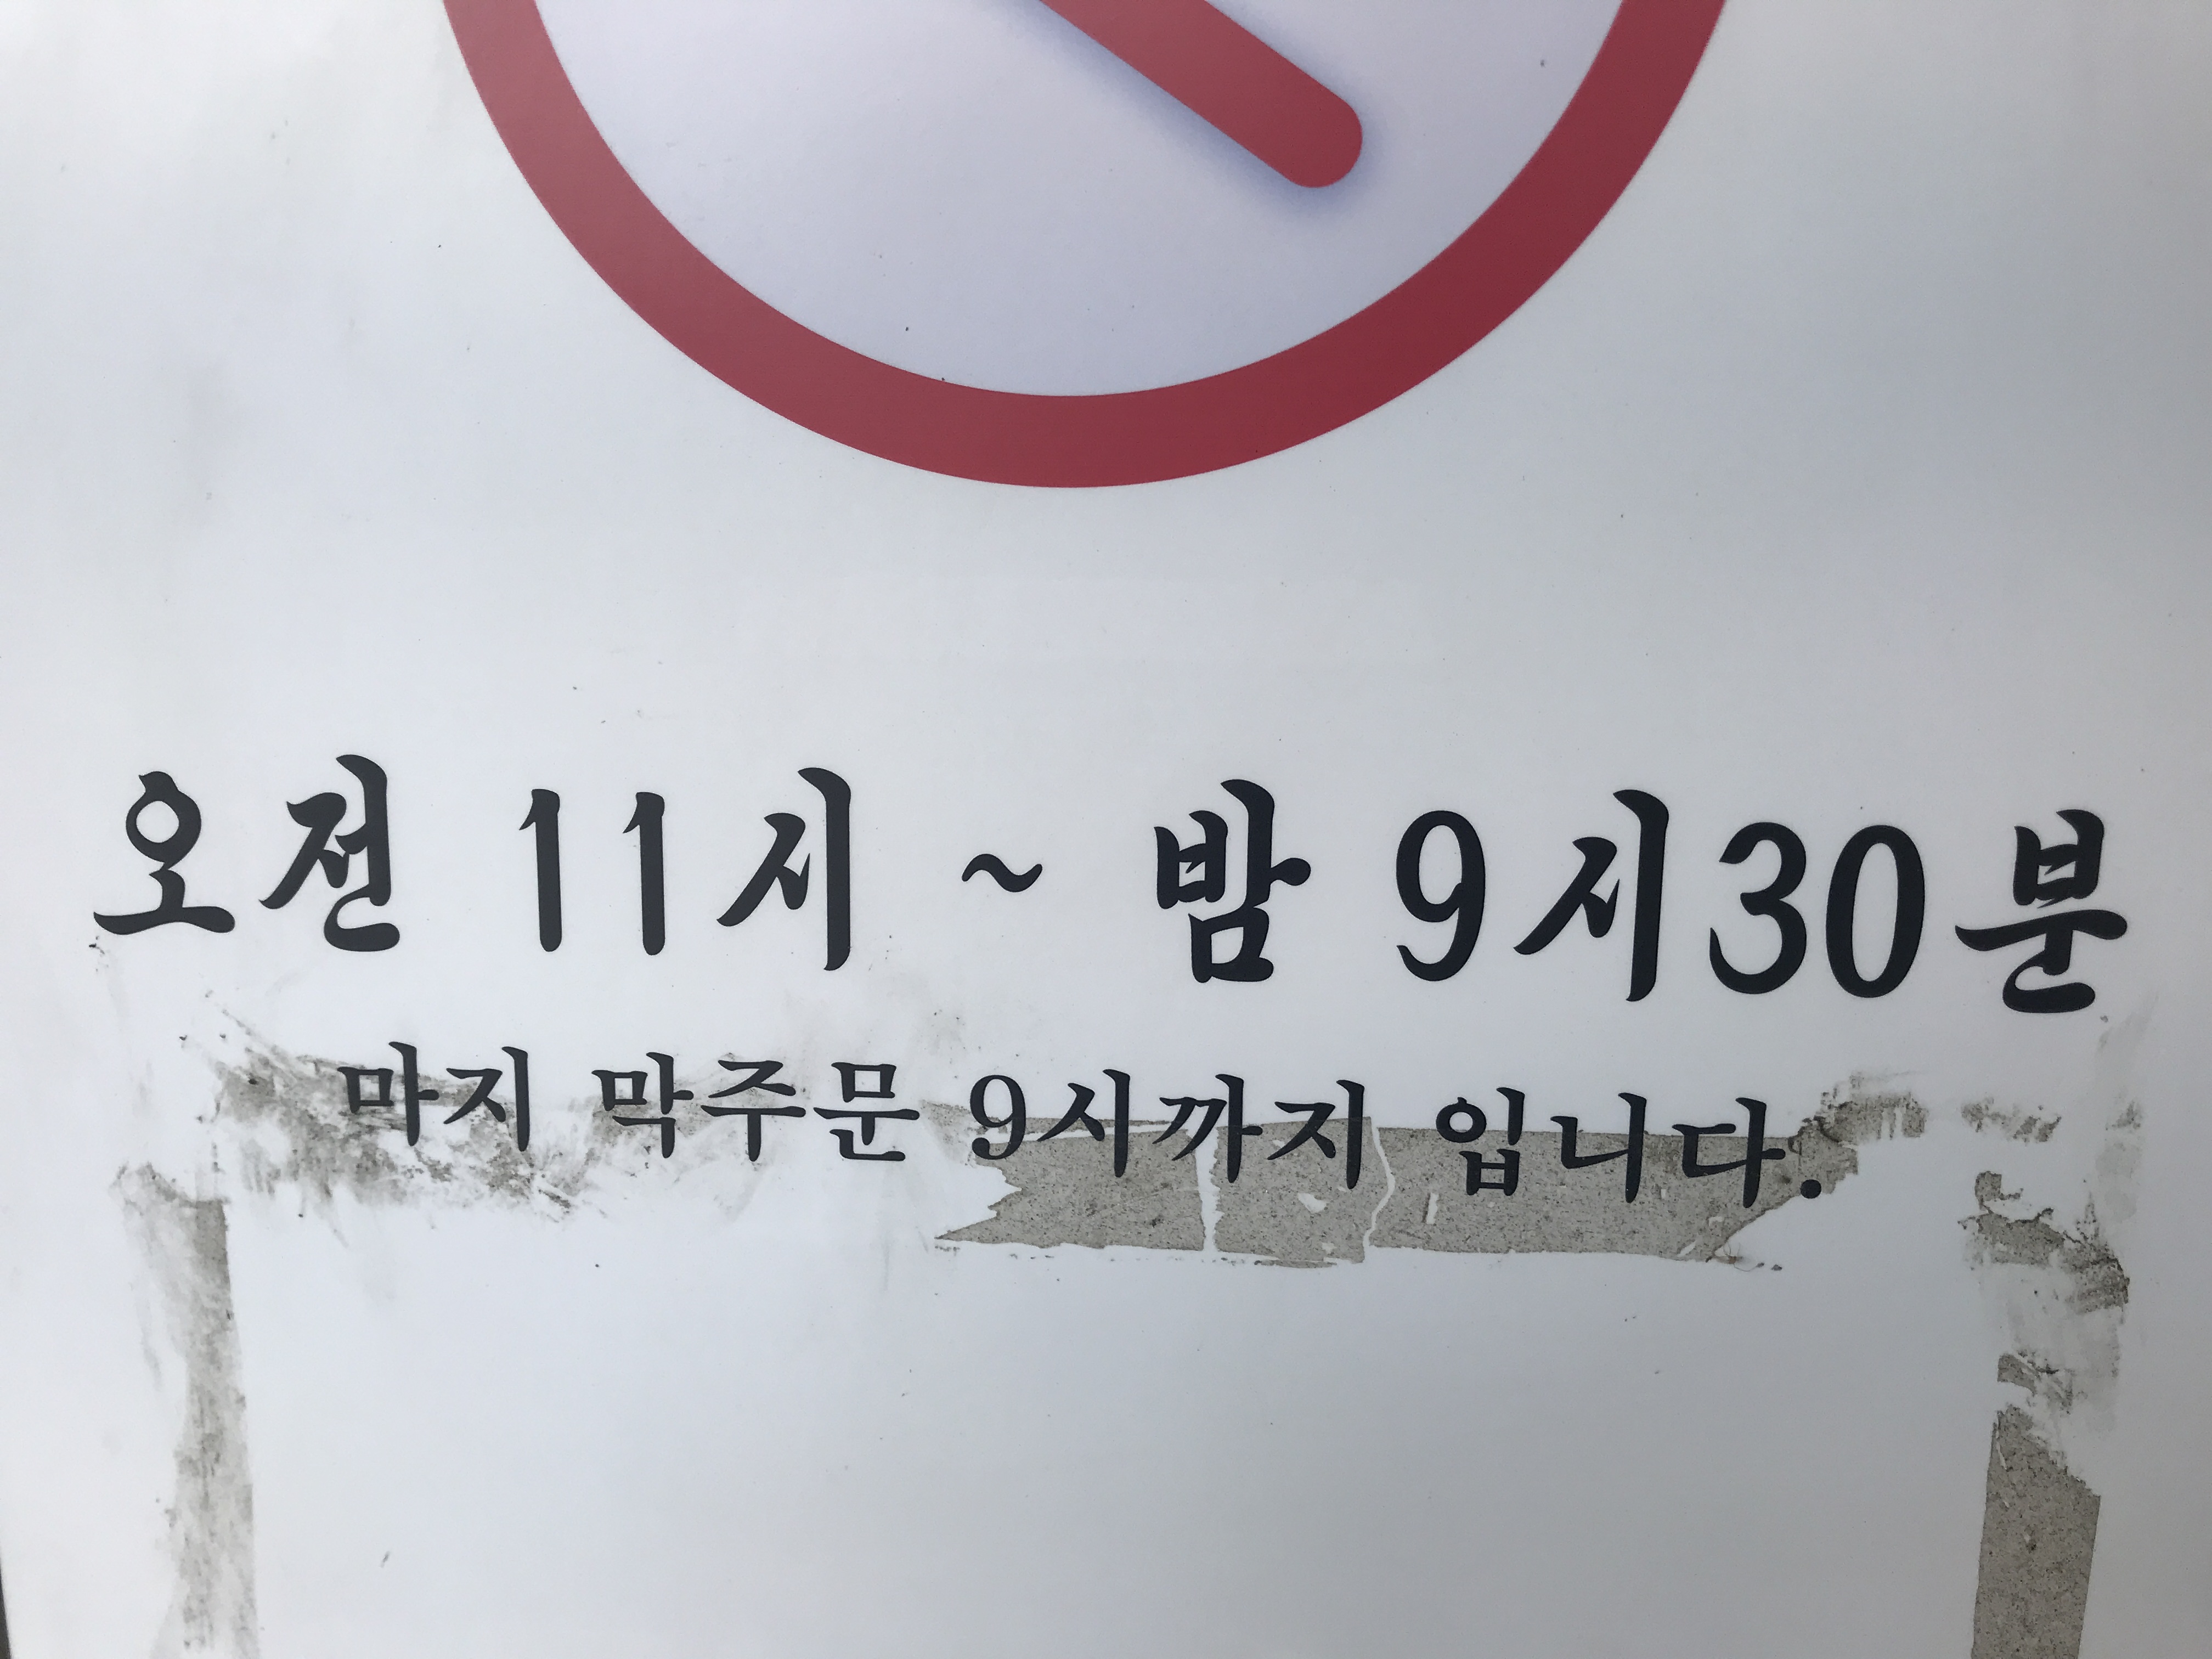 오전 11시 ~ 밤 9시30분
마지 막주문 9시까지 입니다.